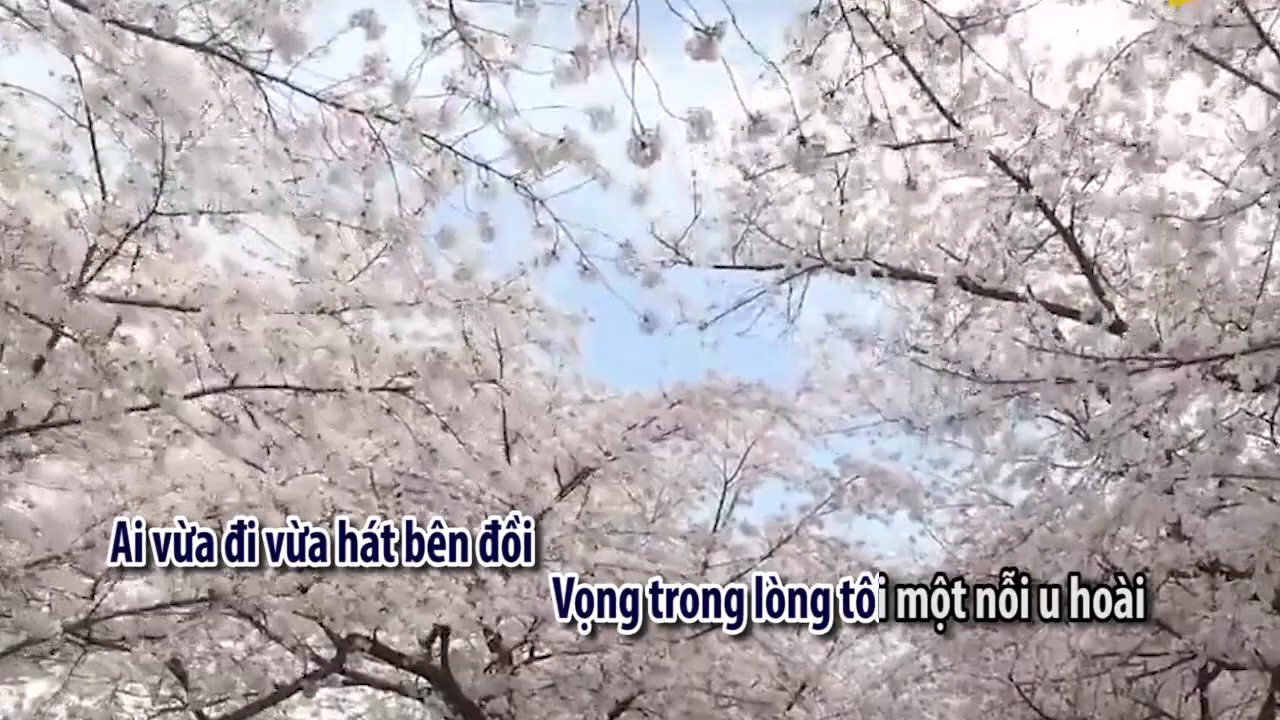 Ai vừa đi vừa hát bên đồi
Vọng trong lòng tôi một nỗi u hoài